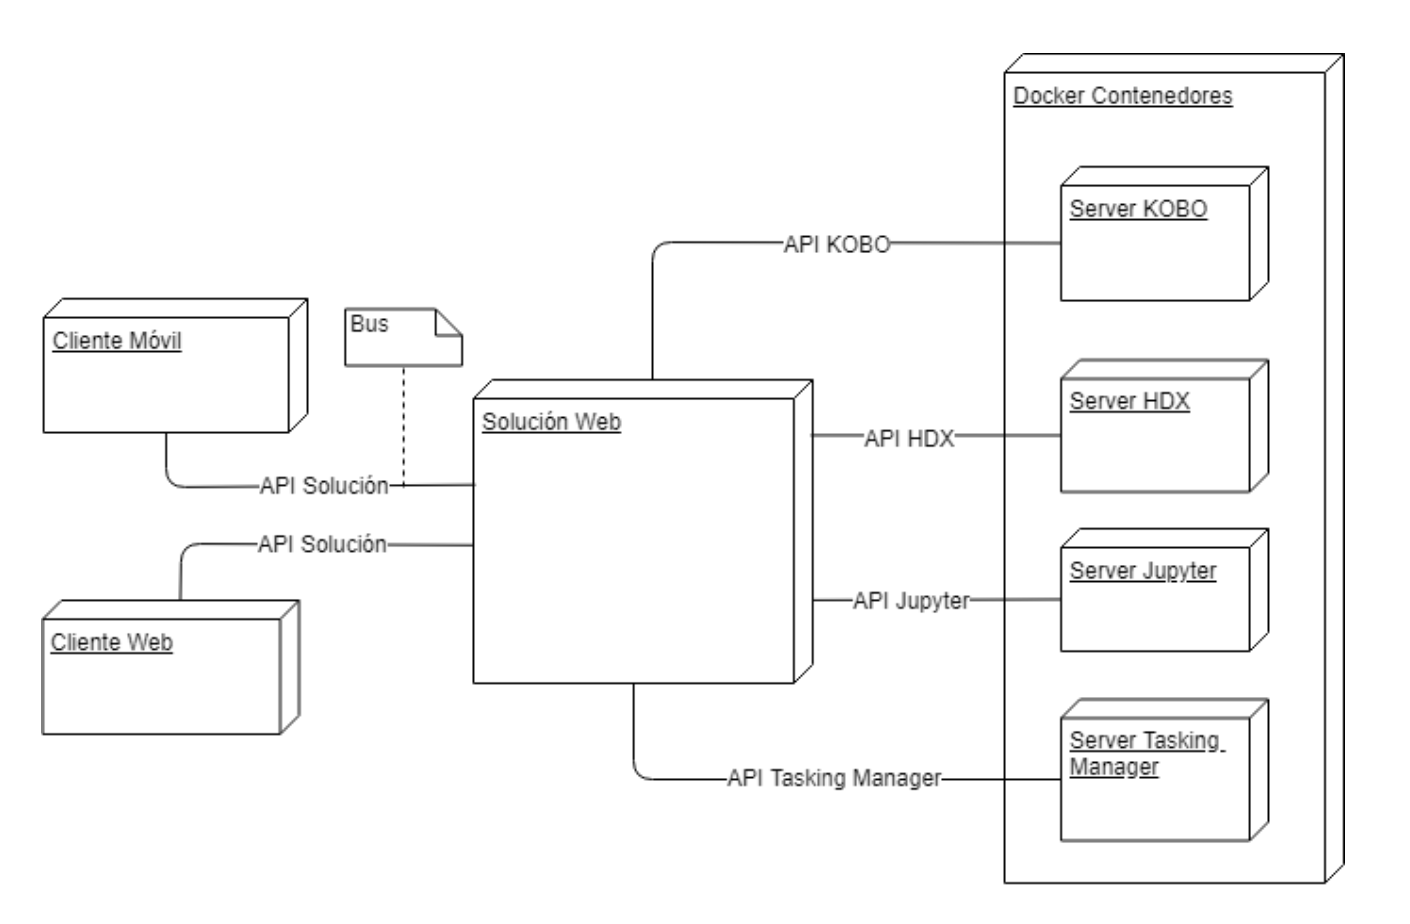 Docker Contenedores
Server KOBO
API KOBO
Cliente Móvil
Bus
Solución Web
Server HDX
API HDX
API Solución
API Solución
Server Jupyter
API Jupyter
Cliente Web
Server Tasking
Manager
API Tasking Manager